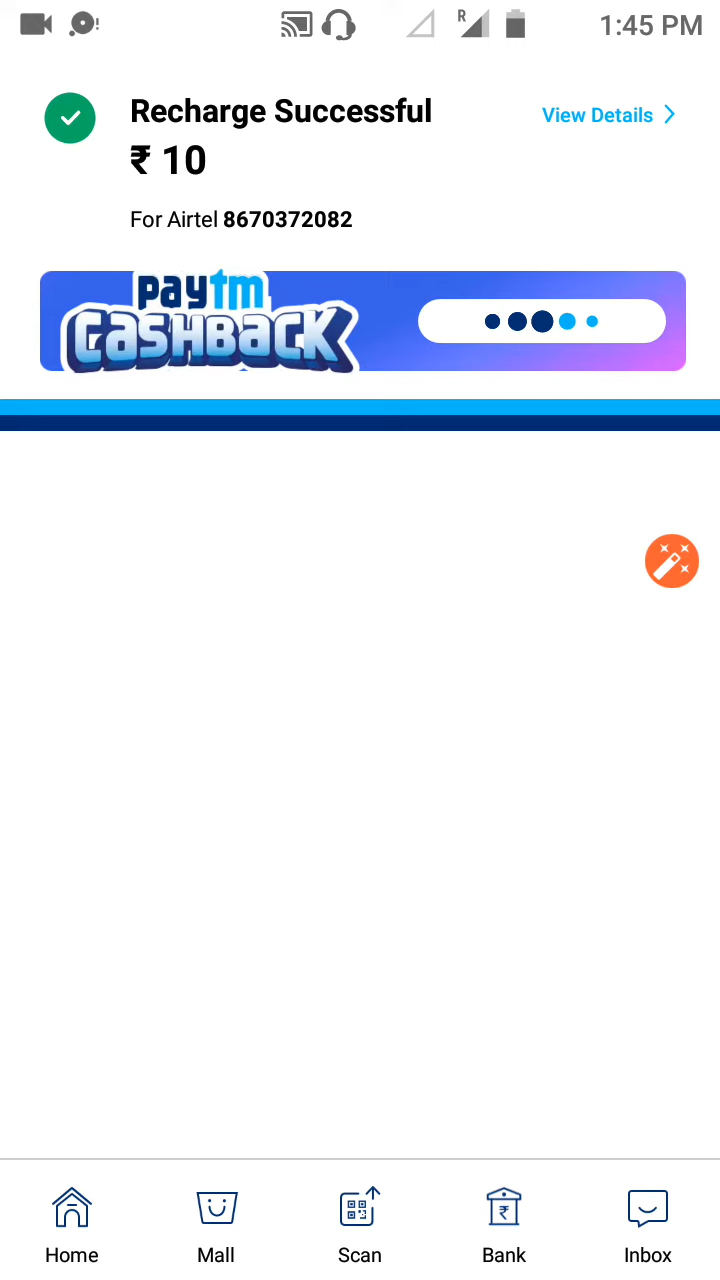 R
1:45 PM
Recharge Successful
View Details
₹ 10
For Airtel 8670372082
paytm
CASHBACK
Home
Mall
Scan
Bank
Inbox